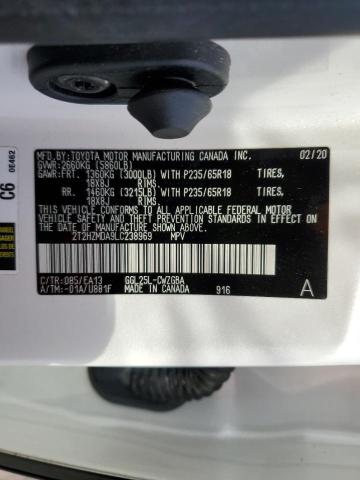 MFD. BY:TOYOTA MOTOR MANUFACTURING CANADA INC. 02/20
GVWR:2660KG (5860LB)
GAWR:FRT. 1360KG (3000LB) WITH P235/65R18 TIRES,
18X8J RIMS,
RR. 1460KG (3215LB) WITH P235/65R18 TIRES,
18X8J RIMS,
THIS VEHICLE CONFORMS TO ALL APPLICABLE FEDERAL MOTOR
VEHICLE SAFETY, BUMPER, AND THEFT PREVENTION STANDARDS
IN EFFECT ON THE DATE OF MANUFACTURE SHOWN ABOVE.
2T2HZMDA9LC238969 MPV
C/TR:085/EA13 GGL25L-CWZGBA
A/TM:-01A/U881F MADE IN CANADA 916
A
C6
0E462